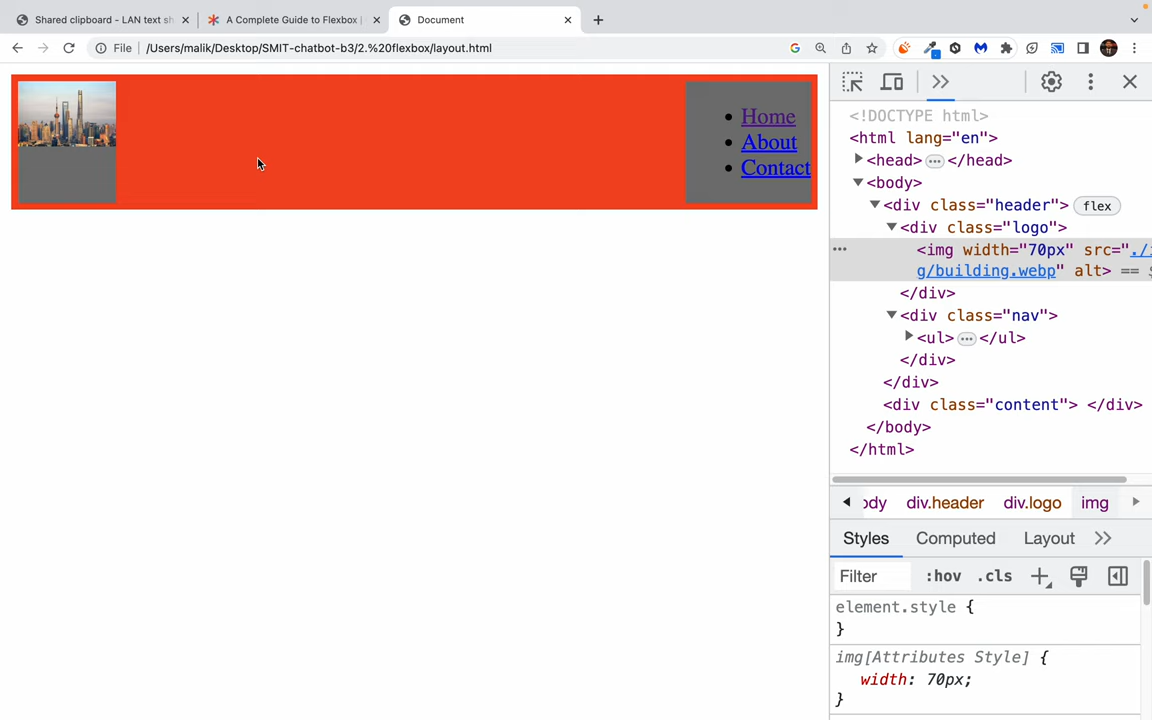 Shared clipboard - LAN text sh
A Complete Guide to Flexbox |
Document
File
/Users/malik/Desktop/SMIT-chatbot-b3/2.%20flexbox/layout.html
Home
About
Contact
<!DOCTYPE html>
<html lang="en">
<head> ••• </head>
<body>
<div class="header"> flex
<div class="logo">
<img width="70px" src="./i
g/building.webp" alt> == $
</div>
<div class="nav">
<ul> ••• </ul>
</div>
</div>
<div class="content"> </div>
</body>
</html>
ody div.header div.logo img
Styles Computed Layout
Filter :hov .cls
element.style {
}
img[Attributes Style] {
width: 70px;
}